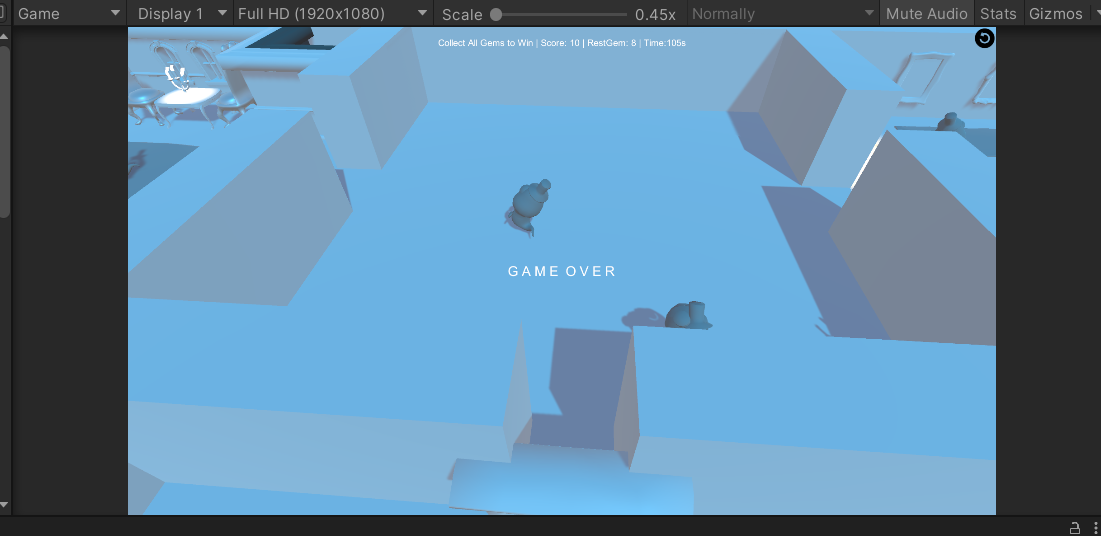 Game Display 1 Full HD (1920x1080) Scale 0.45x Normally Mute Audio Stats Gizmos
Collect All Gems to Win | Score: 10 | RestGem: 8 | Time:105s
GAME OVER